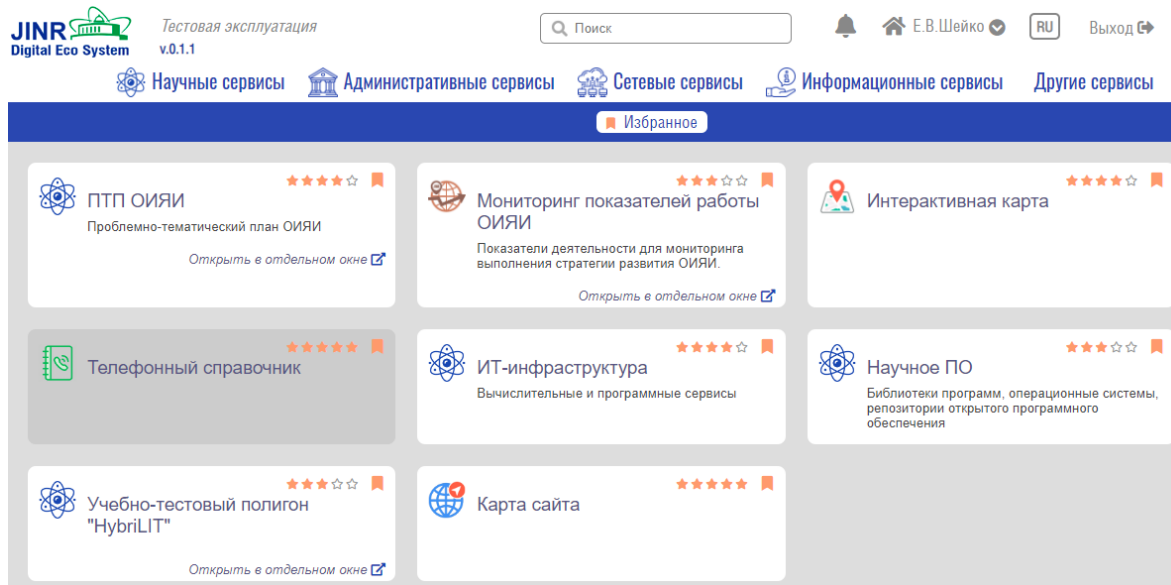 JINR
Digital Eco System
Тестовая эксплуатация
v.0.1.1
Поиск
Е.В.Шейко
RU
Выход
Научные сервисы
Административные сервисы
Сетевые сервисы
Информационные сервисы
Другие сервисы
Избранное
ПТП ОИЯИ
Проблемно-тематический план ОИЯИ
Открыть в отдельном окне
Мониторинг показателей работы
ОИЯИ
Показатели деятельности для мониторинга
выполнения стратегии развития ОИЯИ.
Открыть в отдельном окне
Интерактивная карта
Телефонный справочник
ИТ-инфраструктура
Вычислительные и программные сервисы
Научное ПО
Библиотеки программ, операционные системы,
репозитории открытого программного
обеспечения
Учебно-тестовый полигон
"HybriLIT"
Открыть в отдельном окне
Карта сайта